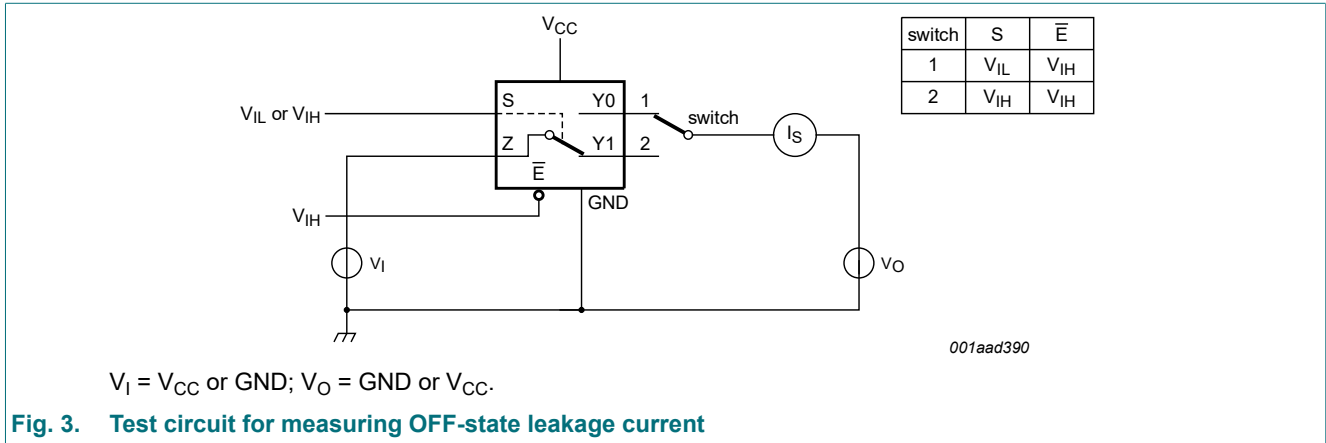 VCC
switch S E̅
1 VIL VIH
2 VIH VIH
VIL or VIH
S Y0 1
switch
IS
Z Y1 2
E̅
GND
VIH
VI
VO
001aad390
VI = VCC or GND; VO = GND or VCC.
Fig. 3. Test circuit for measuring OFF-state leakage current